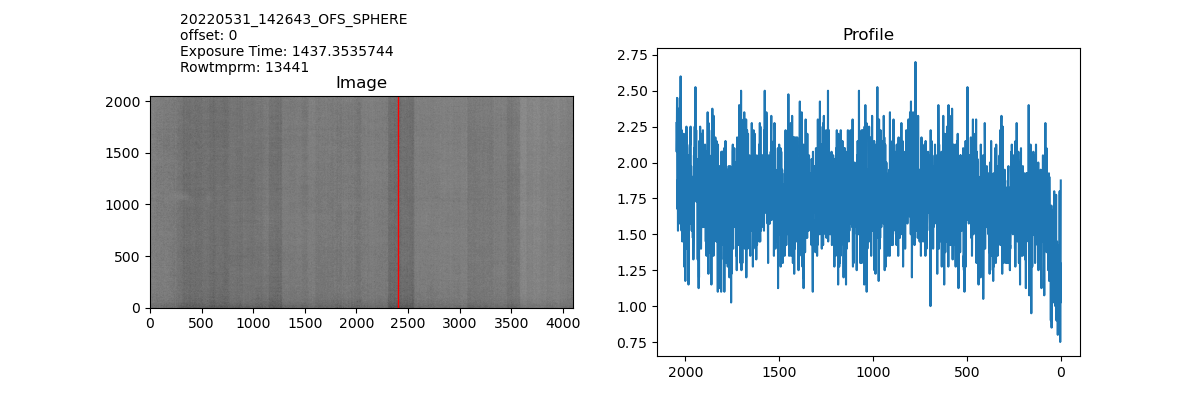 20220531_142643_OFS_SPHERE
offset: 0
Exposure Time: 1437.3535744
Rowtmprm: 13441
Image
2000
1500
1000
500
0
0 500 1000 1500 2000 2500 3000 3500 4000
Profile
2.75
2.50
2.25
2.00
1.75
1.50
1.25
1.00
0.75
2000 1500 1000 500 0